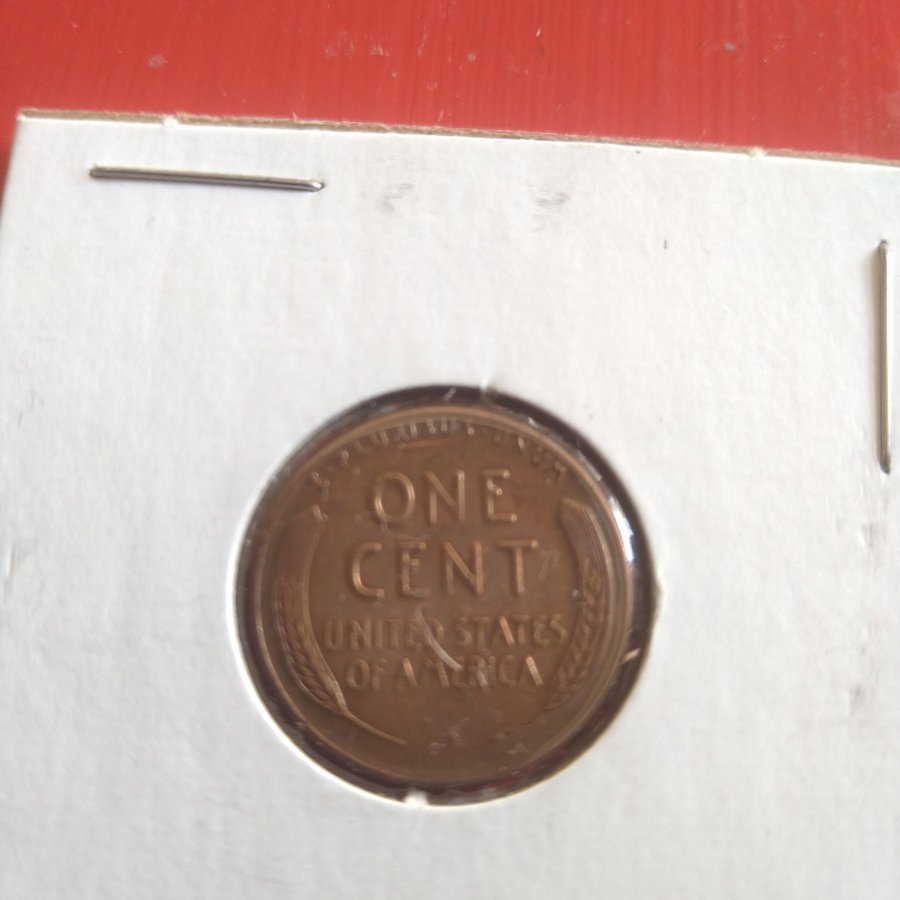 E·PLURIBUS·UNUM
ONE
CENT
UNITED STATES
OF AMERICA